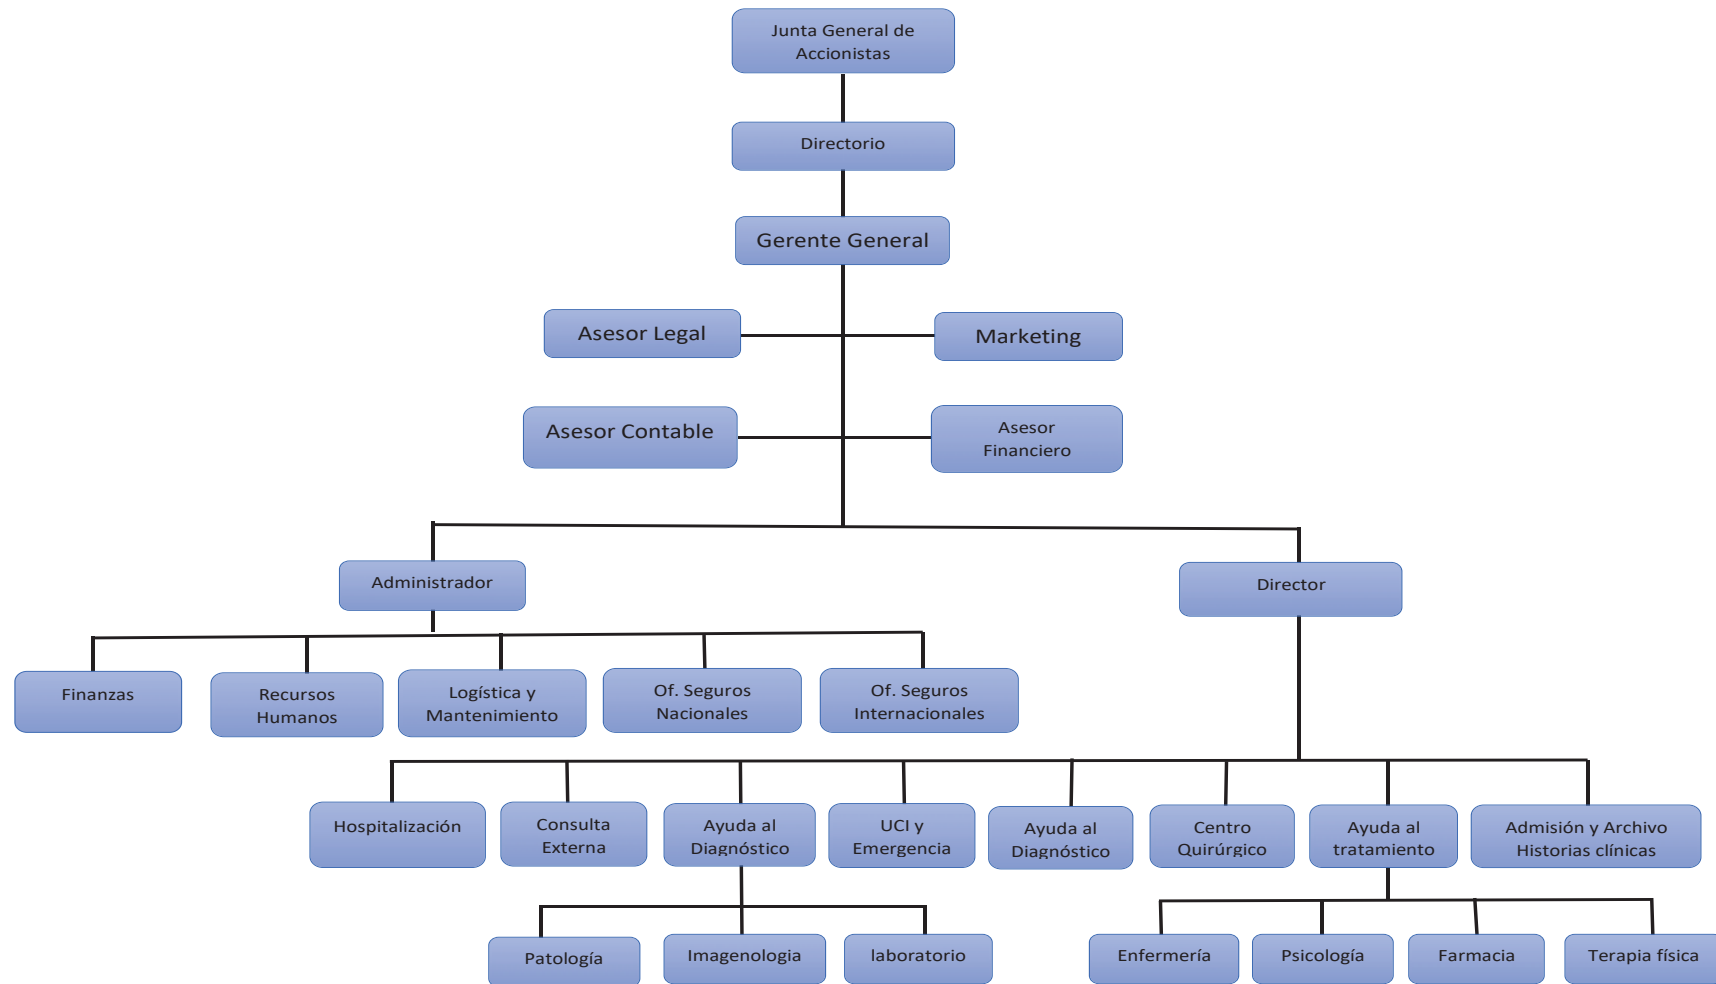 Junta General de
Accionistas
Directorio
Gerente General
Asesor Legal
Marketing
Asesor Contable
Asesor
Financiero
Administrador
Director
Finanzas
Recursos
Humanos
Logística y
Mantenimiento
Of. Seguros
Nacionales
Of. Seguros
Internacionales
Hospitalización
Consulta
Externa
Ayuda al
Diagnóstico
UCI y
Emergencia
Ayuda al
Diagnóstico
Centro
Quirúrgico
Ayuda al
tratamiento
Admisión y Archivo
Historias clínicas
Patología
Imagenologia
laboratorio
Enfermería
Psicología
Farmacia
Terapia física